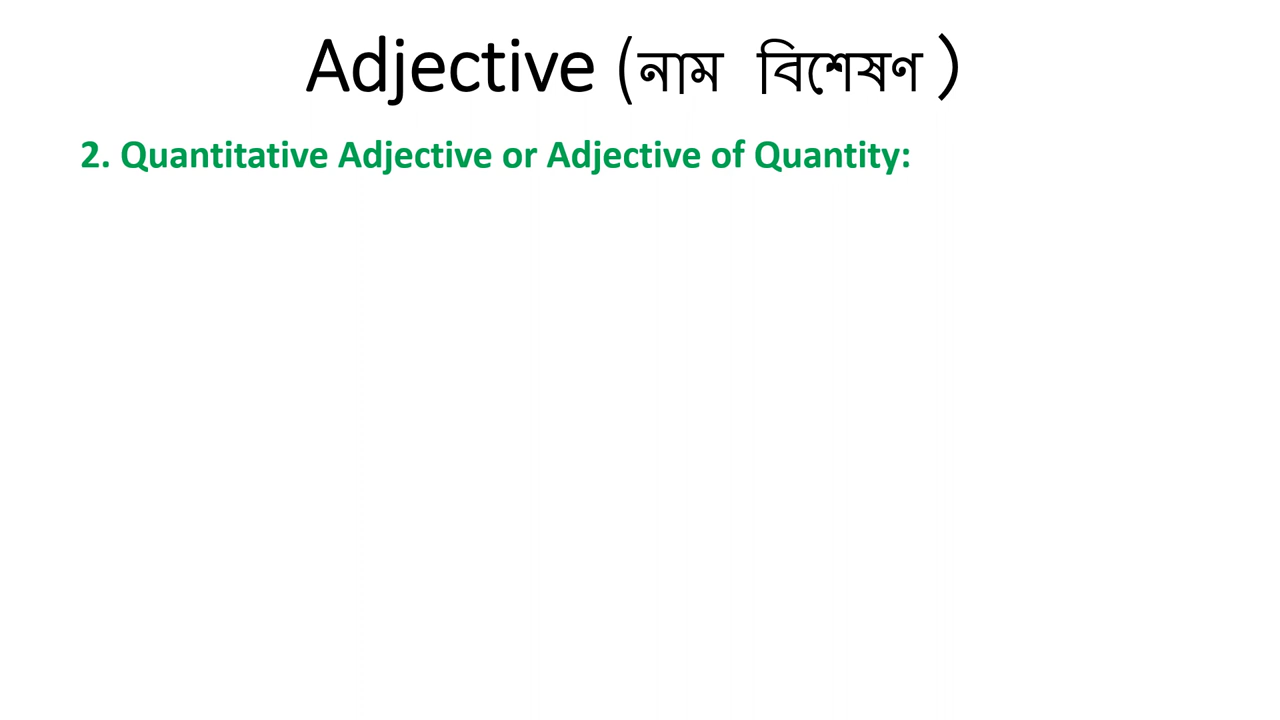 Adjective (নাম বিশেষণ )
2. Quantitative Adjective or Adjective of Quantity: